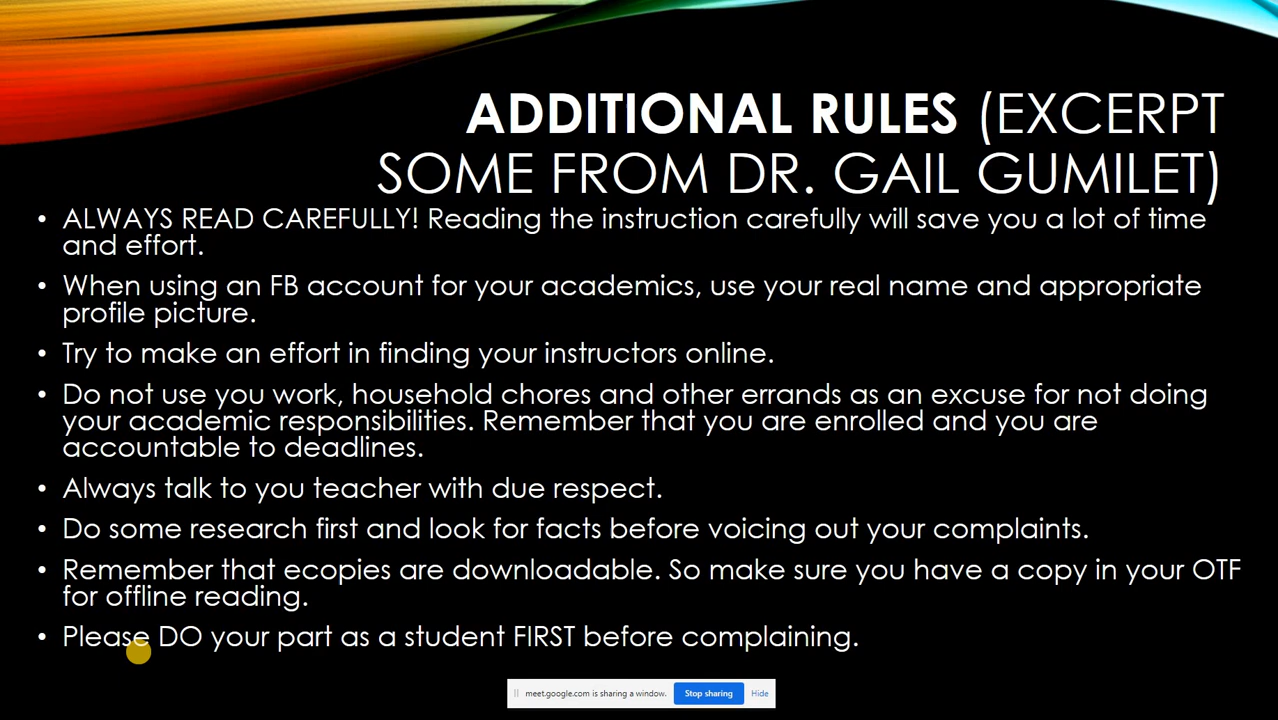 ADDITIONAL RULES (EXCERPT
SOME FROM DR. GAIL GUMILET)
• ALWAYS READ CAREFULLY! Reading the instruction carefully will save you a lot of time
and effort.
• When using an FB account for your academics, use your real name and appropriate
profile picture.
• Try to make an effort in finding your instructors online.
• Do not use you work, household chores and other errands as an excuse for not doing
your academic responsibilities. Remember that you are enrolled and you are
accountable to deadlines.
• Always talk to you teacher with due respect.
• Do some research first and look for facts before voicing out your complaints.
• Remember that ecopies are downloadable. So make sure you have a copy in your OTF
for offline reading.
• Please DO your part as a student FIRST before complaining.
meet.google.com is sharing a window. Stop sharing Hide